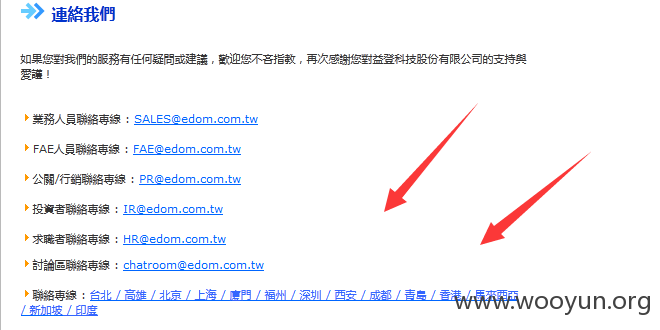 連絡我們
如果您對我們的服務有任何疑問或建議，歡迎您不吝指教，再次感謝您對益登科技股份有限公司的支持與
愛護！
業務人員聯絡專線：SALES@edom.com.tw
FAE人員聯絡專線：FAE@edom.com.tw
公關/行銷聯絡專線：PR@edom.com.tw
投資者聯絡專線：IR@edom.com.tw
求職者聯絡專線：HR@edom.com.tw
討論區聯絡專線：chatroom@edom.com.tw
聯絡專線：台北 / 高雄 / 北京 / 上海 / 廈門 / 福州 / 深圳 / 西安 / 成都 / 青島 / 香港 / 馬來西亞
/ 新加坡 / 印度
www.wooyun.org